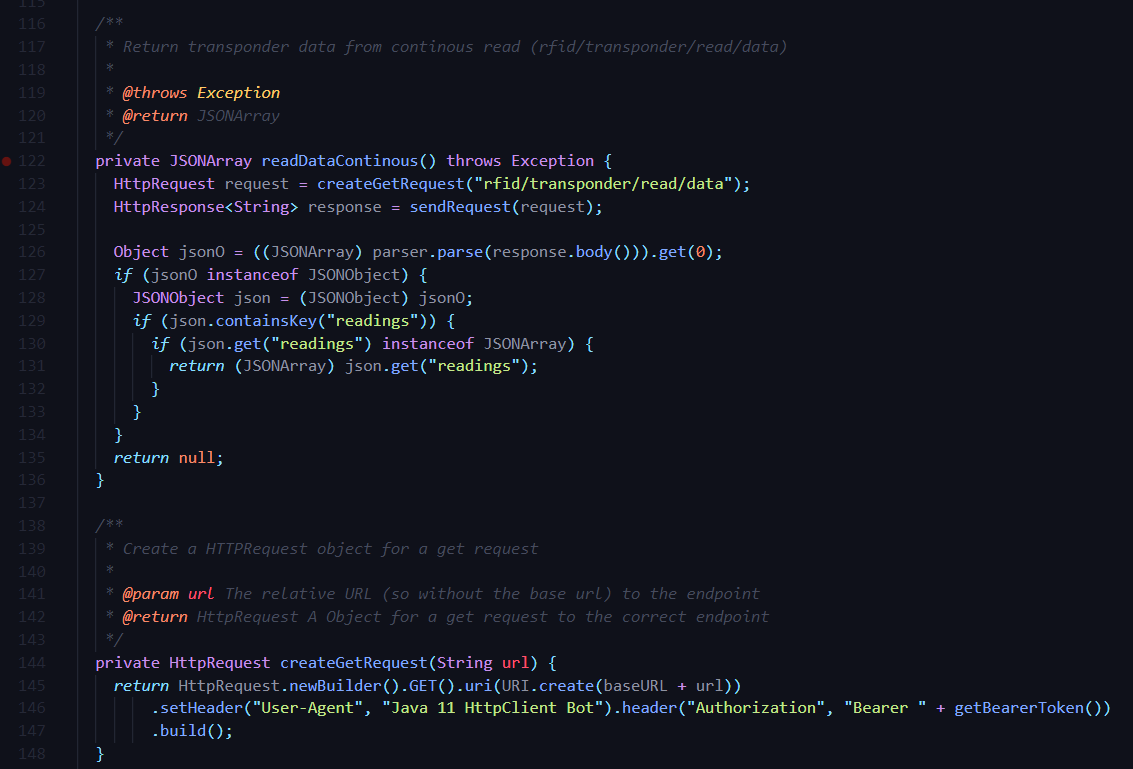 115
116 /**
117 * Return transponder data from continous read (rfid/transponder/read/data)
118 *
119 * @throws Exception
120 * @return JSONArray
121 */
122 private JSONArray readDataContinous() throws Exception {
123 HttpRequest request = createGetRequest("rfid/transponder/read/data");
124 HttpResponse<String> response = sendRequest(request);
125
126 Object jsonO = ((JSONArray) parser.parse(response.body())).get(0);
127 if (jsonO instanceof JSONObject) {
128 JSONObject json = (JSONObject) jsonO;
129 if (json.containsKey("readings")) {
130 if (json.get("readings") instanceof JSONArray) {
131 return (JSONArray) json.get("readings");
132 }
133 }
134 }
135 return null;
136 }
137
138 /**
139 * Create a HTTPRequest object for a get request
140 *
141 * @param url The relative URL (so without the base url) to the endpoint
142 * @return HttpRequest A Object for a get request to the correct endpoint
143 */
144 private HttpRequest createGetRequest(String url) {
145 return HttpRequest.newBuilder().GET().uri(URI.create(baseURL + url))
146 .setHeader("User-Agent", "Java 11 HttpClient Bot").header("Authorization", "Bearer " + getBearerToken())
147 .build();
148 }